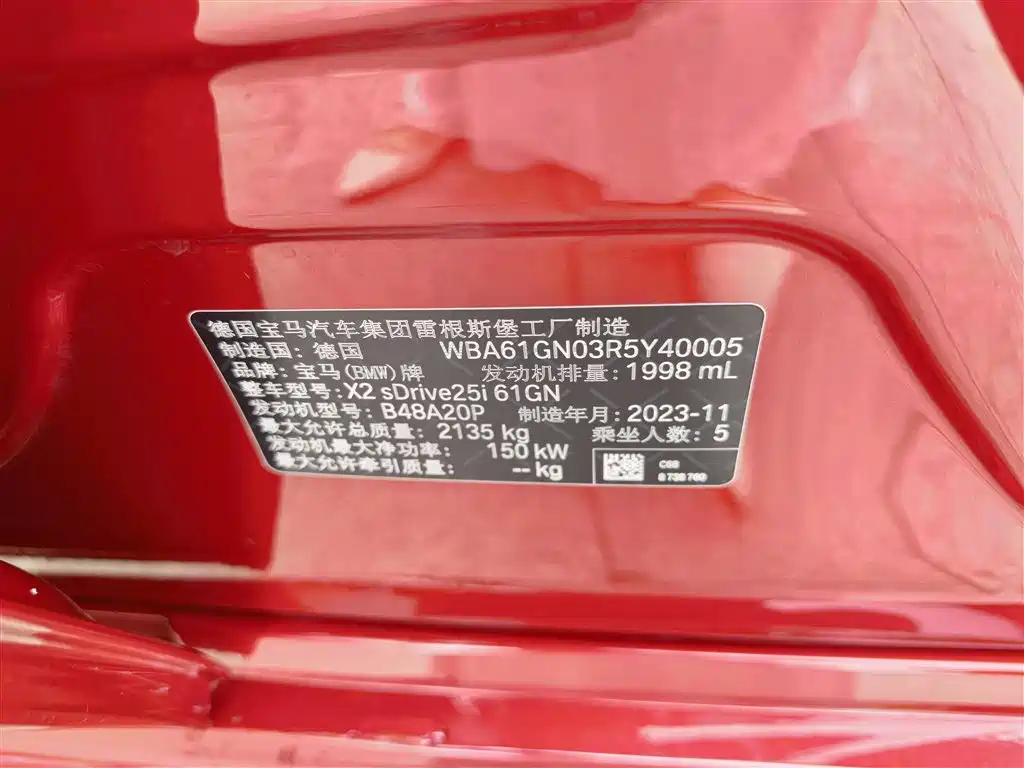 德国宝马汽车集团雷根斯堡工厂制造
制造国：德国 WBA61GN03R5Y40005
品牌：宝马(BMW)牌 发动机排量：1998 mL
整车型号：X2 sDrive25i 61GN
发动机型号：B48A20P 制造年月：2023-11
最大允许总质量：2135 kg 乘坐人数：5
发动机最大净功率：150 kW
最大允许牵引质量：-- kg